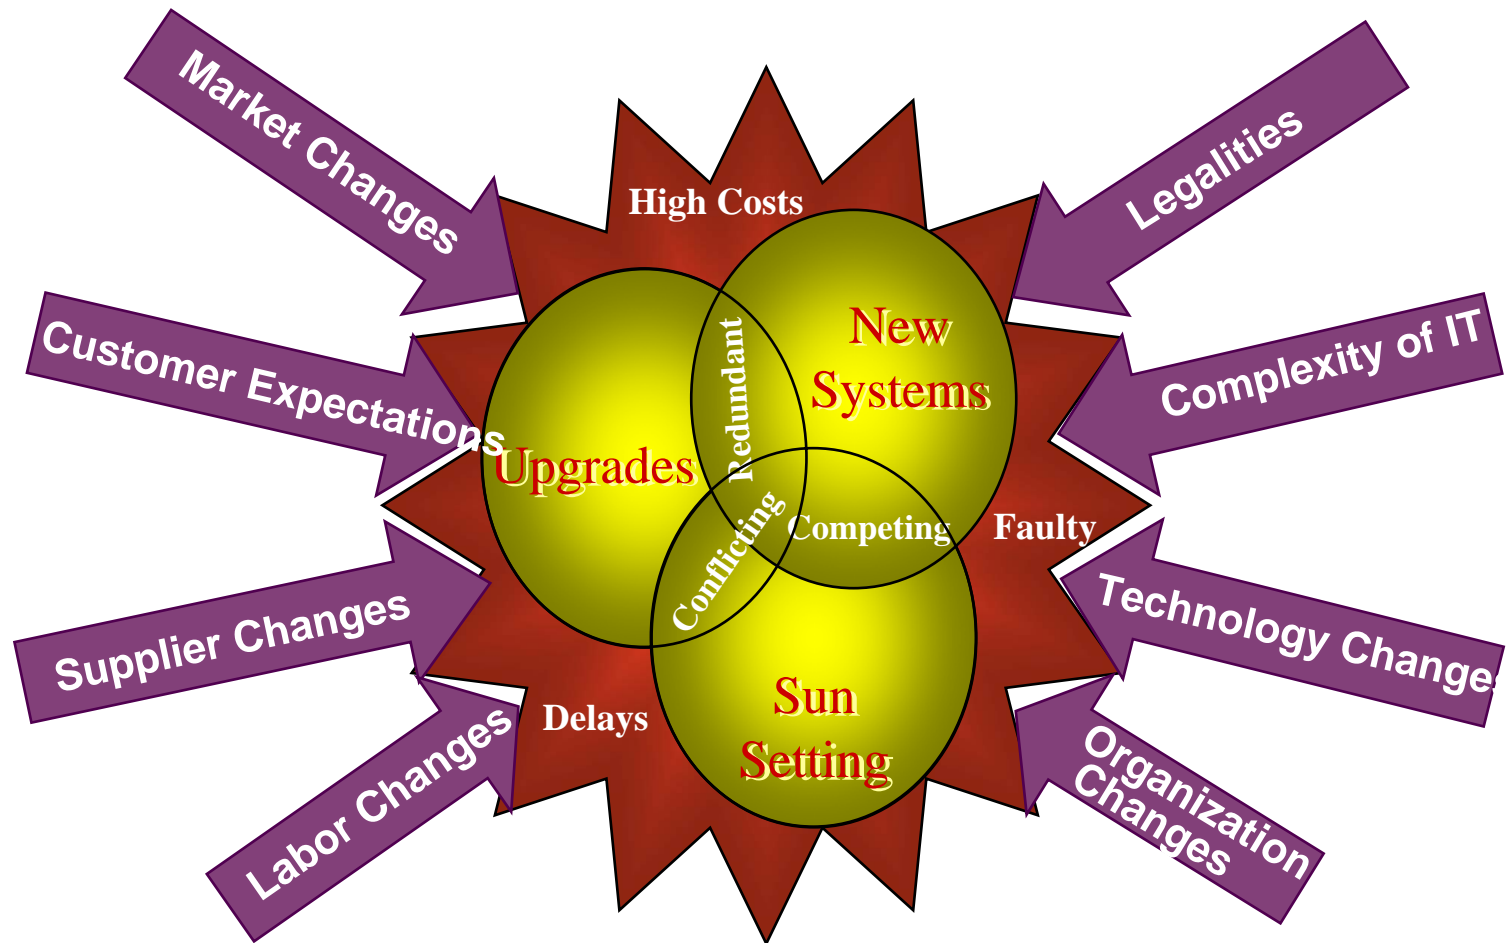 Market Changes
Legalities
High Costs
Customer Expectations
Complexity of IT
Redundant
New
Systems
Upgrades
Conflicting
Competing
Faulty
Supplier Changes
Technology Change
Sun
Setting
Delays
Labor Changes
Organization
Changes